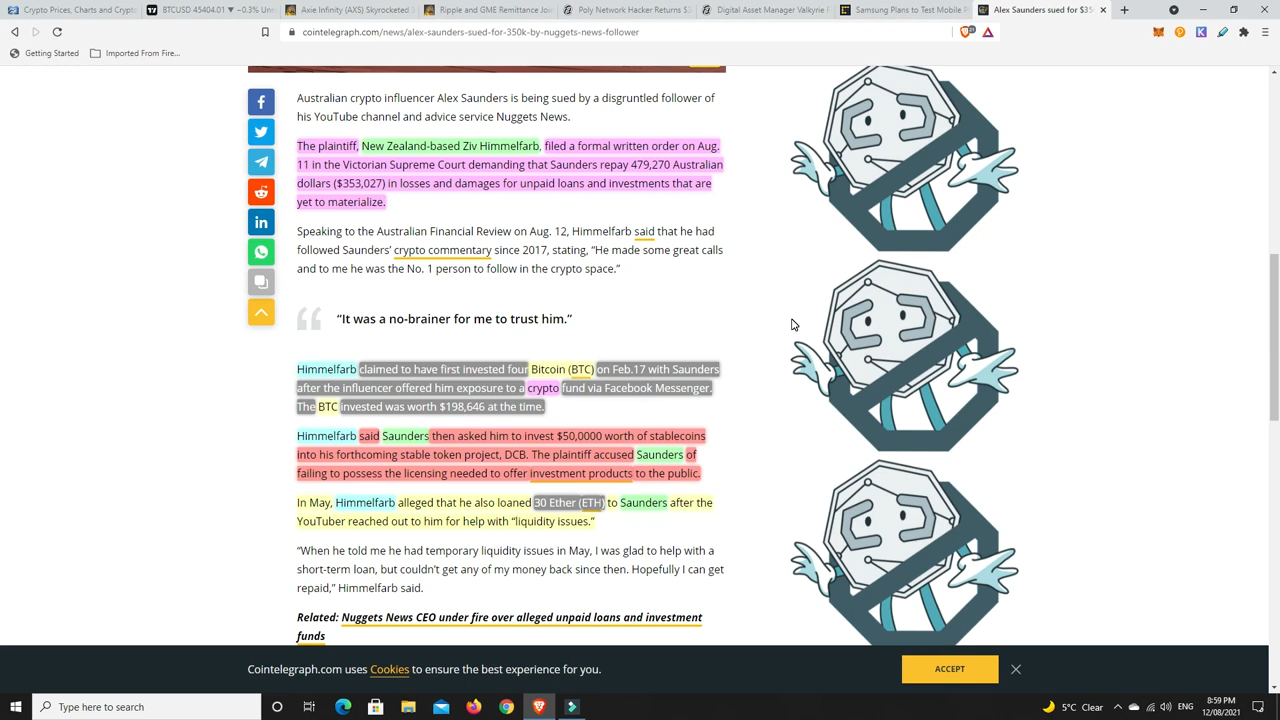 Crypto Prices, Charts and Crypto
BTCUSD 45404.01 ▼ −0.3% Un
Axie Infinity (AXS) Skyrocketed
Ripple and GME Remittance Join
Poly Network Hacker Returns $
Digital Asset Manager Valkyrie F
Samsung Plans to Test Mobile P
Alex Saunders sued for $35
cointelegraph.com/news/alex-saunders-sued-for-350k-by-nuggets-news-follower
Getting Started
Imported From Fire...
Australian crypto influencer Alex Saunders is being sued by a disgruntled follower of
his YouTube channel and advice service Nuggets News.
The plaintiff, New Zealand-based Ziv Himmelfarb, filed a formal written order on Aug.
11 in the Victorian Supreme Court demanding that Saunders repay 479,270 Australian
dollars ($353,027) in losses and damages for unpaid loans and investments that are
yet to materialize.
Speaking to the Australian Financial Review on Aug. 12, Himmelfarb said that he had
followed Saunders’ crypto commentary since 2017, stating, “He made some great calls
and to me he was the No. 1 person to follow in the crypto space.”
“It was a no-brainer for me to trust him.”
Himmelfarb claimed to have first invested four Bitcoin (BTC) on Feb.17 with Saunders
after the influencer offered him exposure to a crypto fund via Facebook Messenger.
The BTC invested was worth $198,646 at the time.
Himmelfarb said Saunders then asked him to invest $50,0000 worth of stablecoins
into his forthcoming stable token project, DCB. The plaintiff accused Saunders of
failing to possess the licensing needed to offer investment products to the public.
In May, Himmelfarb alleged that he also loaned 30 Ether (ETH) to Saunders after the
YouTuber reached out to him for help with “liquidity issues.”
“When he told me he had temporary liquidity issues in May, I was glad to help with a
short-term loan, but couldn’t get any of my money back since then. Hopefully I can get
repaid,” Himmelfarb said.
Related: Nuggets News CEO under fire over alleged unpaid loans and investment
funds
Cointelegraph.com uses Cookies to ensure the best experience for you.
ACCEPT
Type here to search
5°C Clear
ENG
8:59 PM
12/08/2021